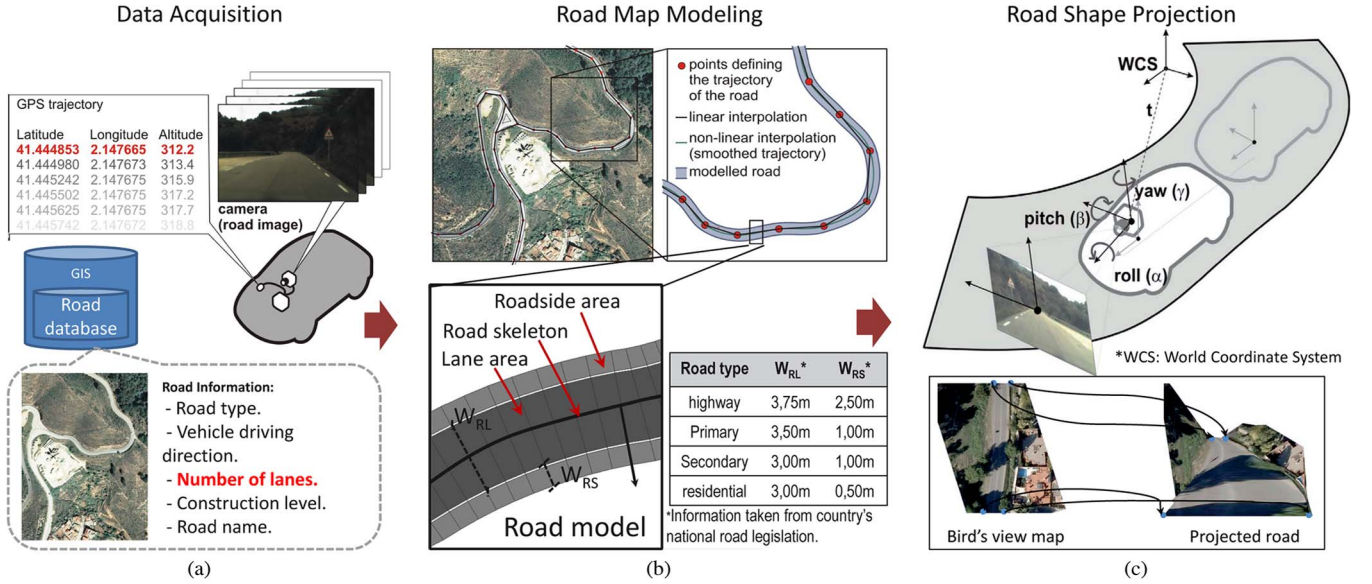 Data Acquisition
GPS trajectory
Latitude Longitude Altitude
41.444853 2.147665 312.2
41.444980 2.147673 313.4
41.445242 2.147675 315.9
41.445502 2.147675 317.2
41.445625 2.147675 317.7
41.445742 2.147672 318.8
camera
(road image)
GIS
Road
database
Road Information:
- Road type.
- Vehicle driving
direction.
- Number of lanes.
- Construction level.
- Road name.
(a)
Road Map Modeling
points defining
the trajectory
of the road
linear interpolation
non-linear interpolation
(smoothed trajectory)
modelled road
Roadside area
Road skeleton
Lane area
W_RL
W_RS
Road model
Road type W_RL* W_RS*
highway 3,75m 2,50m
Primary 3,50m 1,00m
Secondary 3,00m 1,00m
residential 3,00m 0,50m
*Information taken from country's
national road legislation.
(b)
Road Shape Projection
WCS
t
yaw (γ)
pitch (β)
roll (α)
*WCS: World Coordinate System
Bird's view map
Projected road
(c)